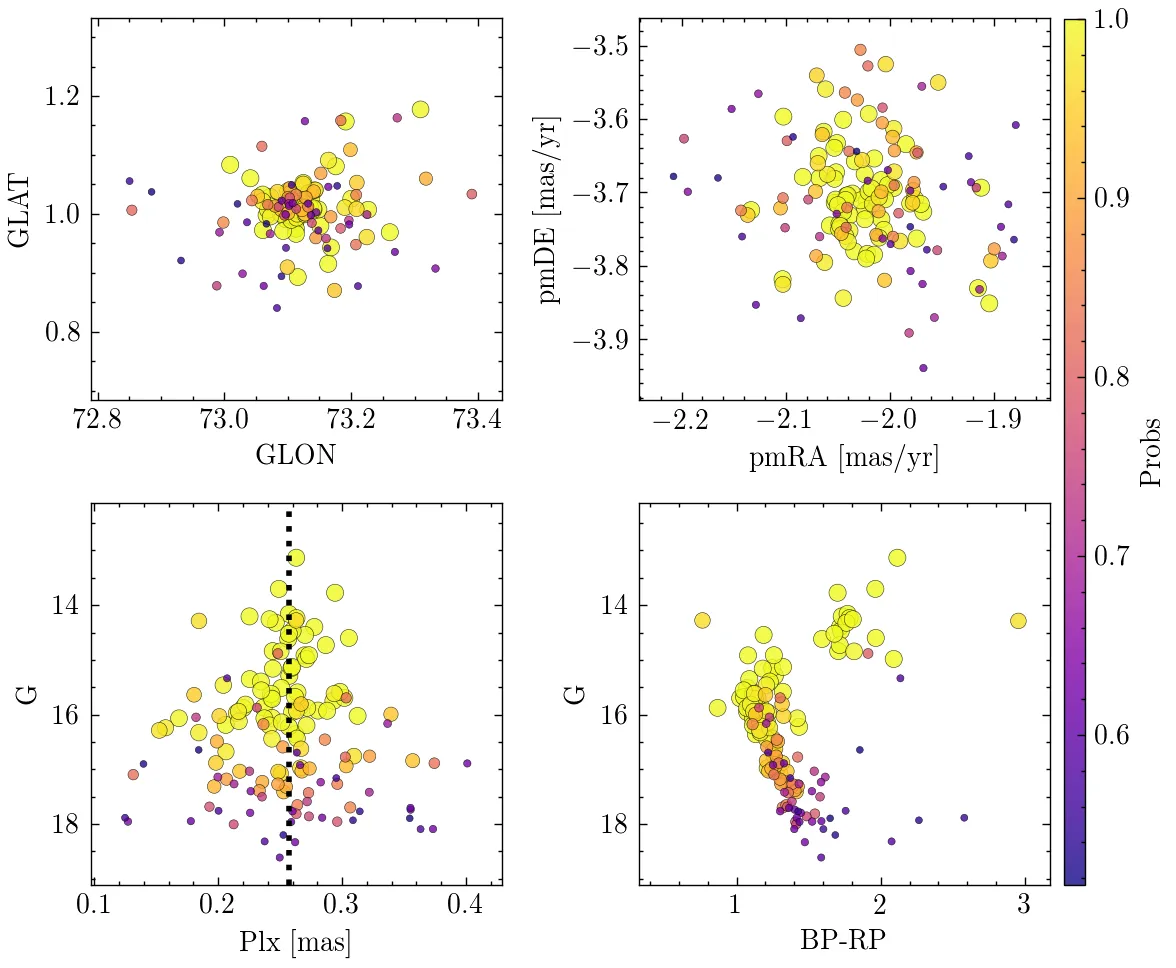 GLAT
1.2
1.0
0.8
72.8 73.0 73.2 73.4
GLON
pmDE [mas/yr]
−3.5
−3.6
−3.7
−3.8
−3.9
−2.2 −2.1 −2.0 −1.9
pmRA [mas/yr]
1.0
0.9
0.8
0.7
0.6
Probs
G
14
16
18
0.1 0.2 0.3 0.4
Plx [mas]
G
14
16
18
1 2 3
BP-RP